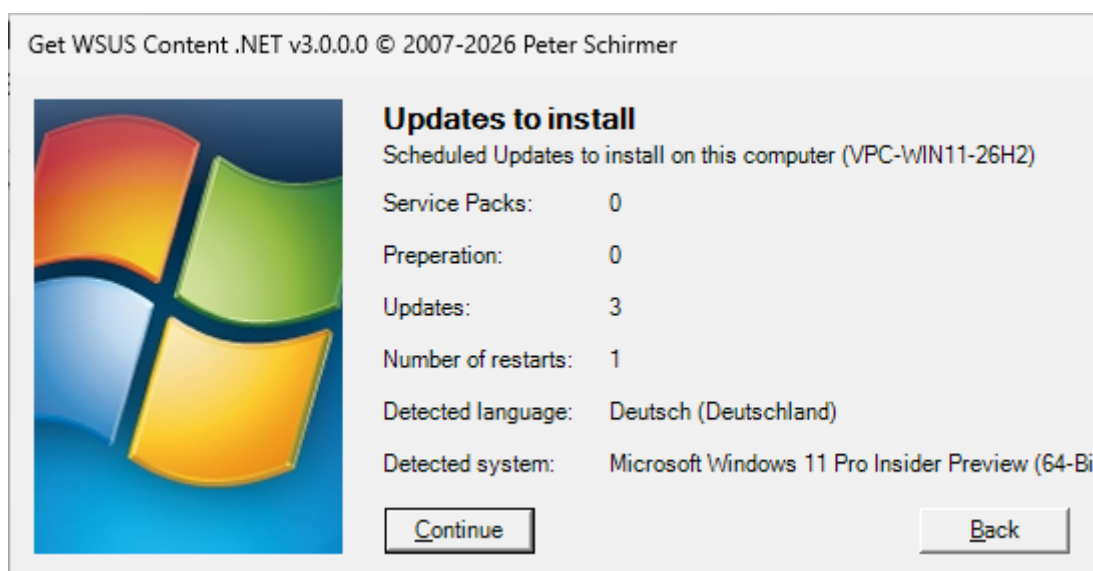 Get WSUS Content .NET v3.0.0.0 © 2007-2026 Peter Schirmer
Updates to install
Scheduled Updates to install on this computer (VPC-WIN11-26H2)
Service Packs: 0
Preperation: 0
Updates: 3
Number of restarts: 1
Detected language: Deutsch (Deutschland)
Detected system: Microsoft Windows 11 Pro Insider Preview (64-Bi
Continue Back